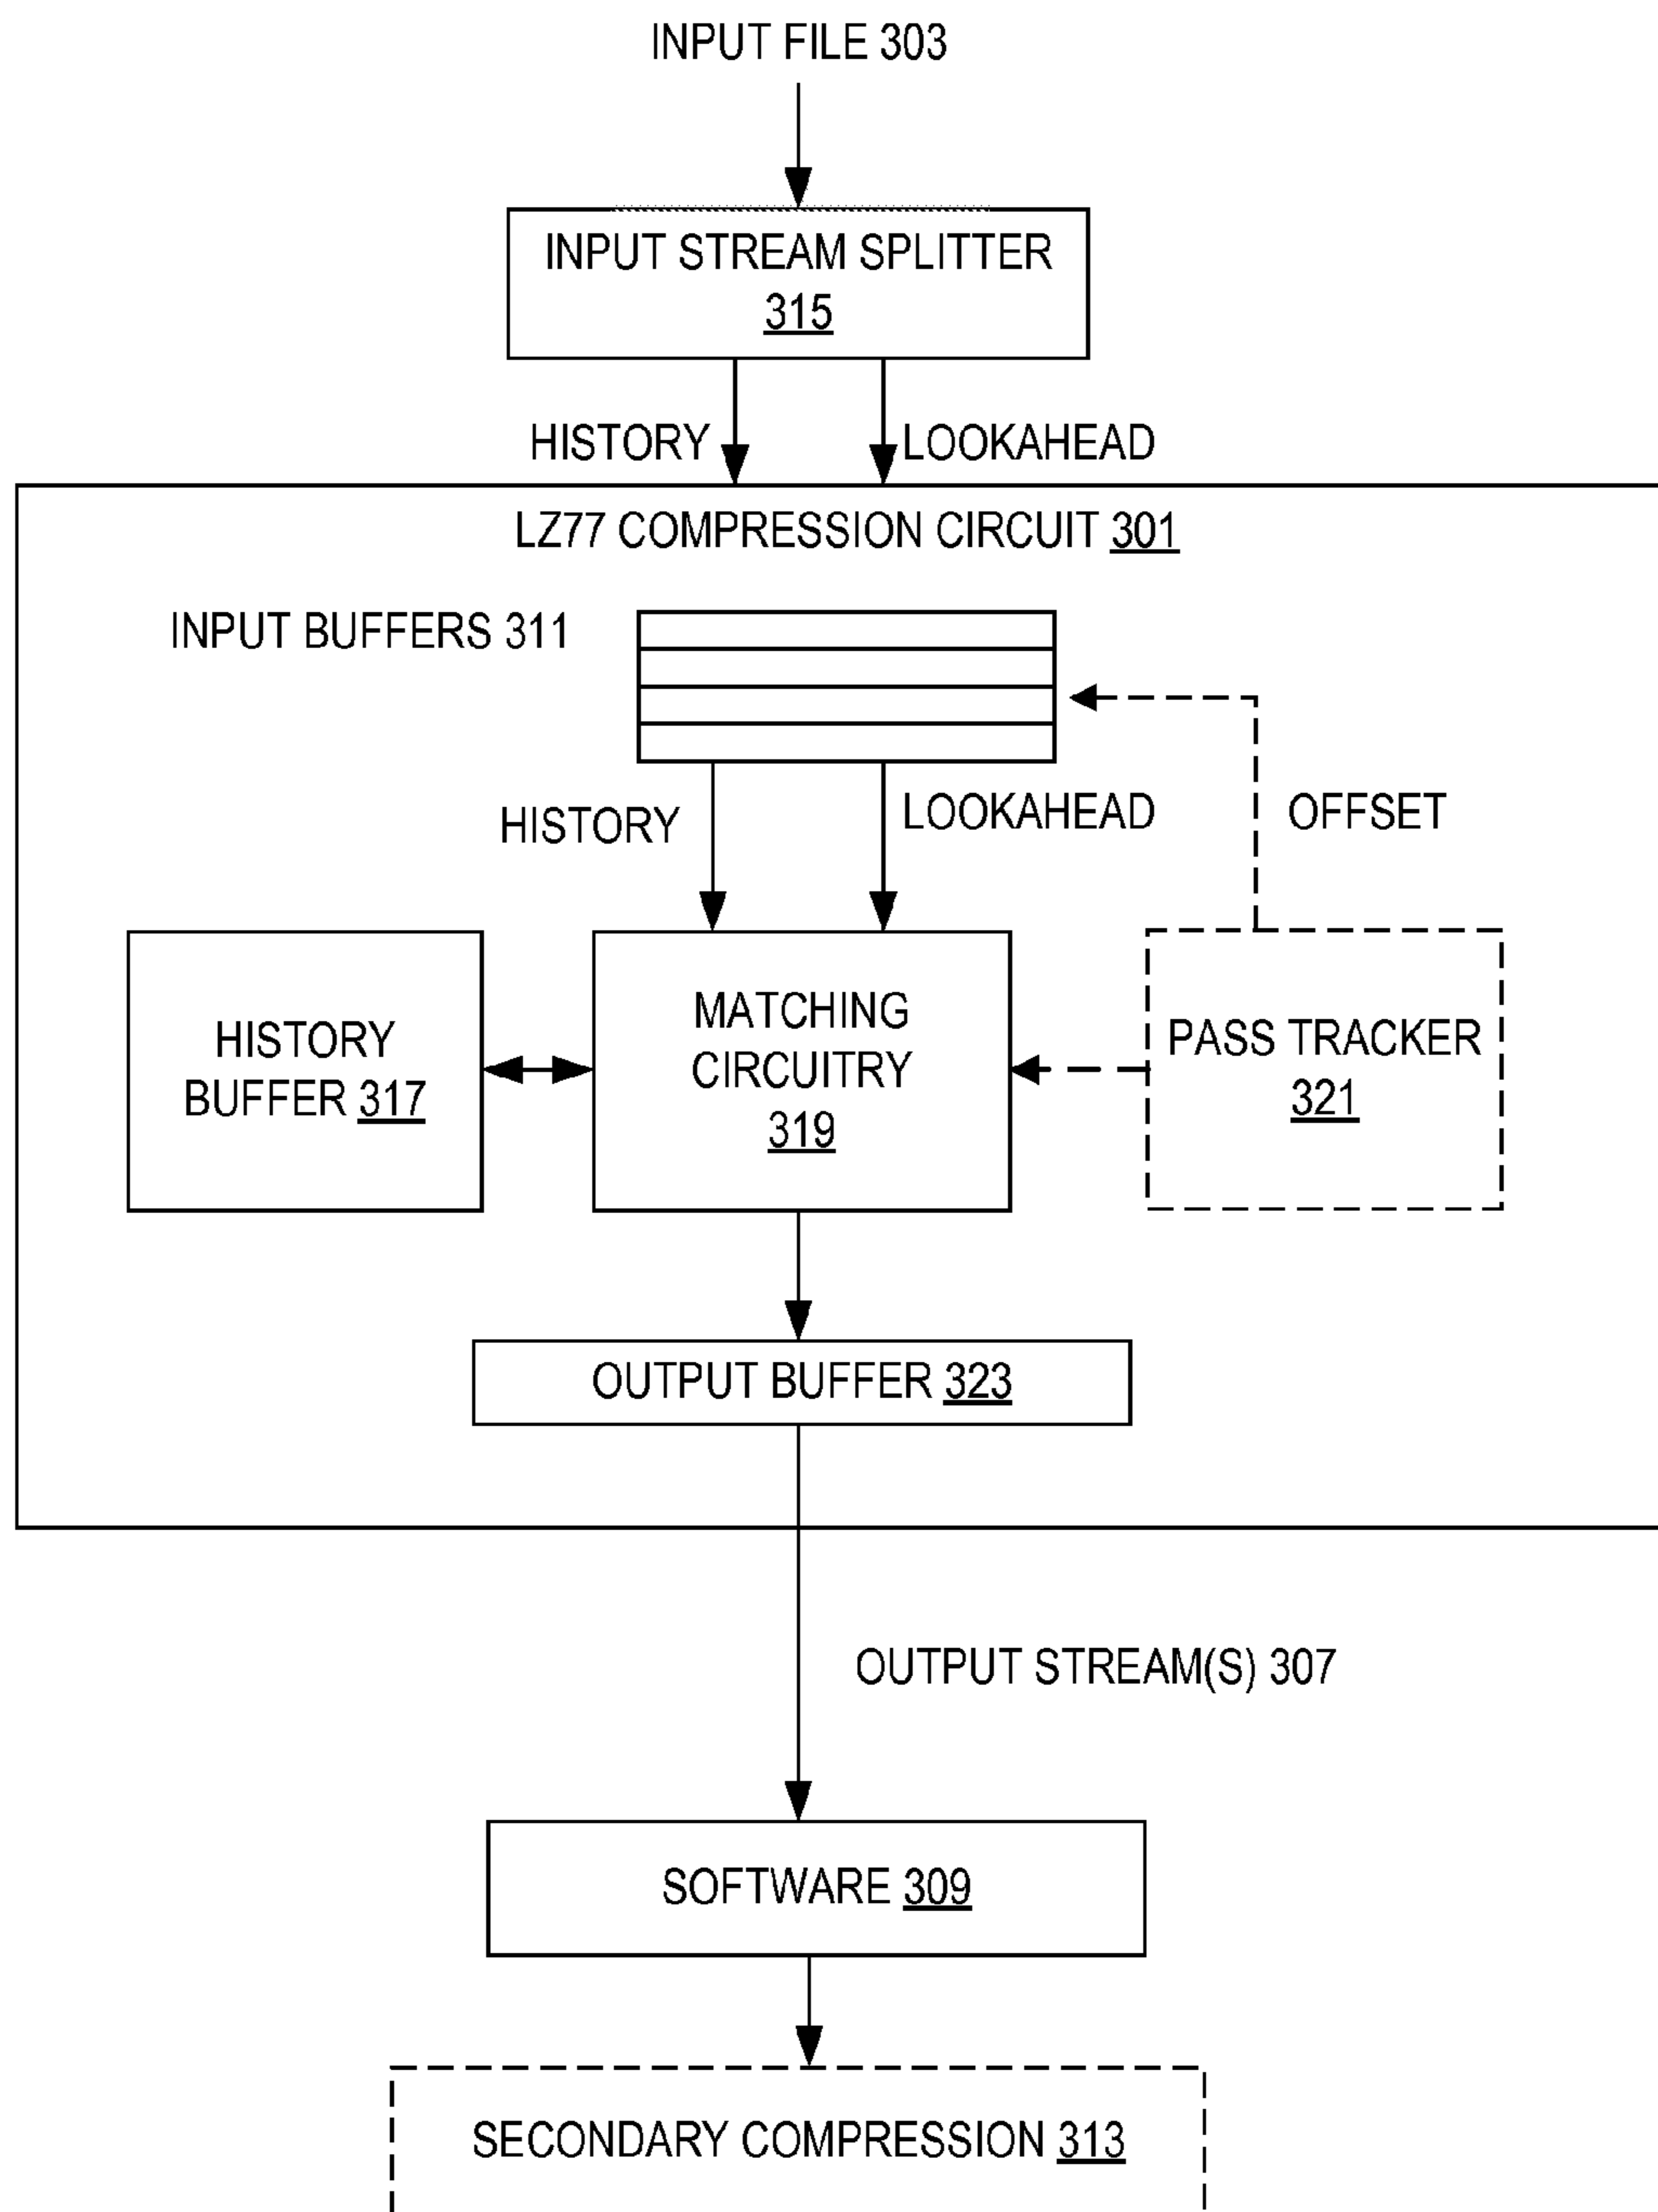 INPUT FILE 303
INPUT STREAM SPLITTER
315
HISTORY
LOOKAHEAD
LZ77 COMPRESSION CIRCUIT 301
INPUT BUFFERS 311
HISTORY
LOOKAHEAD
OFFSET
HISTORY
BUFFER 317
MATCHING
CIRCUITRY
319
PASS TRACKER
321
OUTPUT BUFFER 323
OUTPUT STREAM(S) 307
SOFTWARE 309
SECONDARY COMPRESSION 313